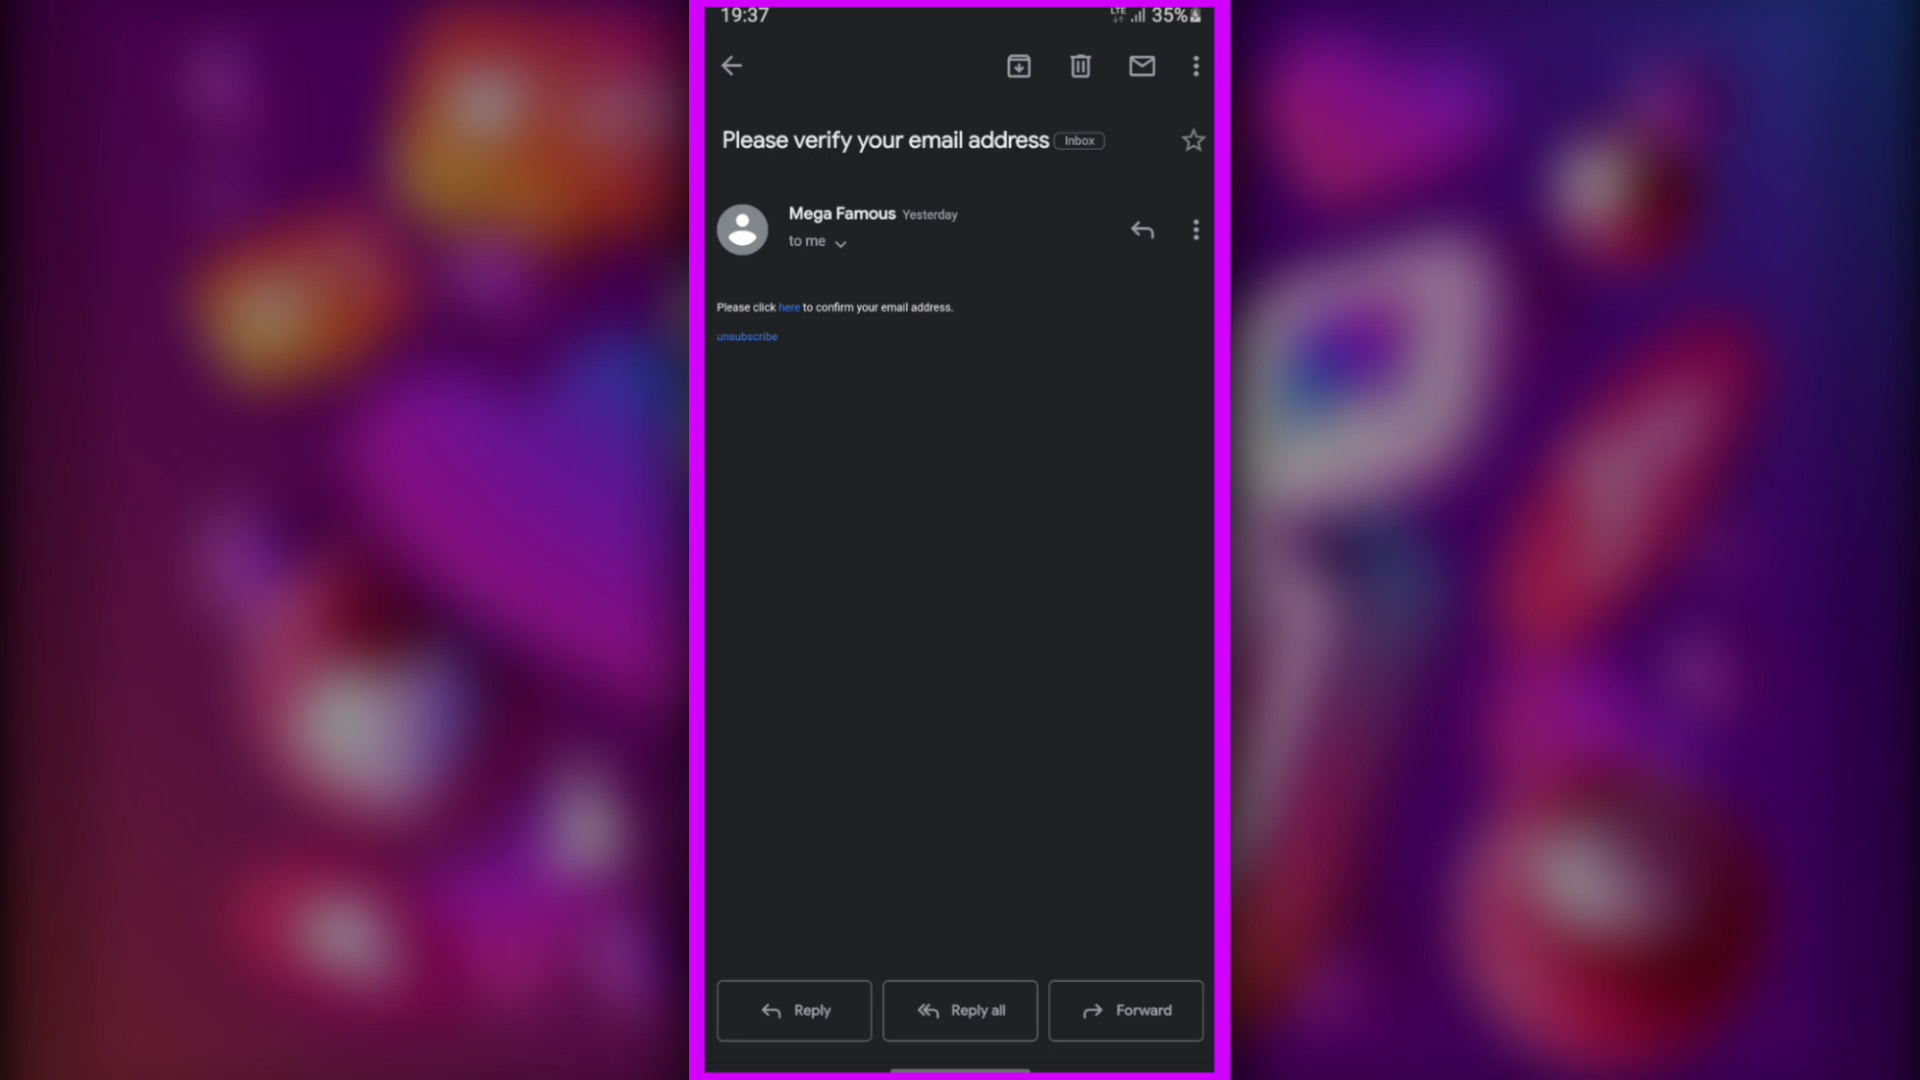 19:37 LTE 35%
Please verify your email address Inbox
Mega Famous Yesterday
to me
Please click here to confirm your email address.
unsubscribe
Reply Reply all Forward